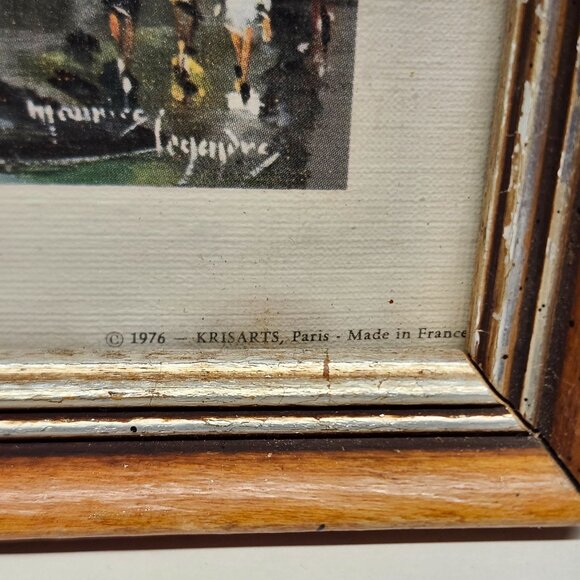 Maurice Legendre
© 1976 — KRISARTS, Paris - Made in France